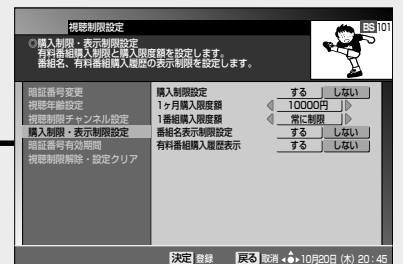 視聴制限設定
BS 101
◎購入制限・表示制限設定
有料番組購入制限と購入限度額を設定します。
番組名、有料番組購入履歴の表示制限を設定します。
暗証番号変更
視聴年齢設定
視聴制限チャンネル設定
購入制限・表示制限設定
暗証番号有効期間
視聴制限解除・設定クリア
購入制限設定 する しない
1ヶ月購入限度額 10000円
1番組購入限度額 常に制限
番組名表示制限設定 する しない
有料番組購入履歴表示 する しない
決定 登録 戻る 取消 10月20日 (木) 20:45